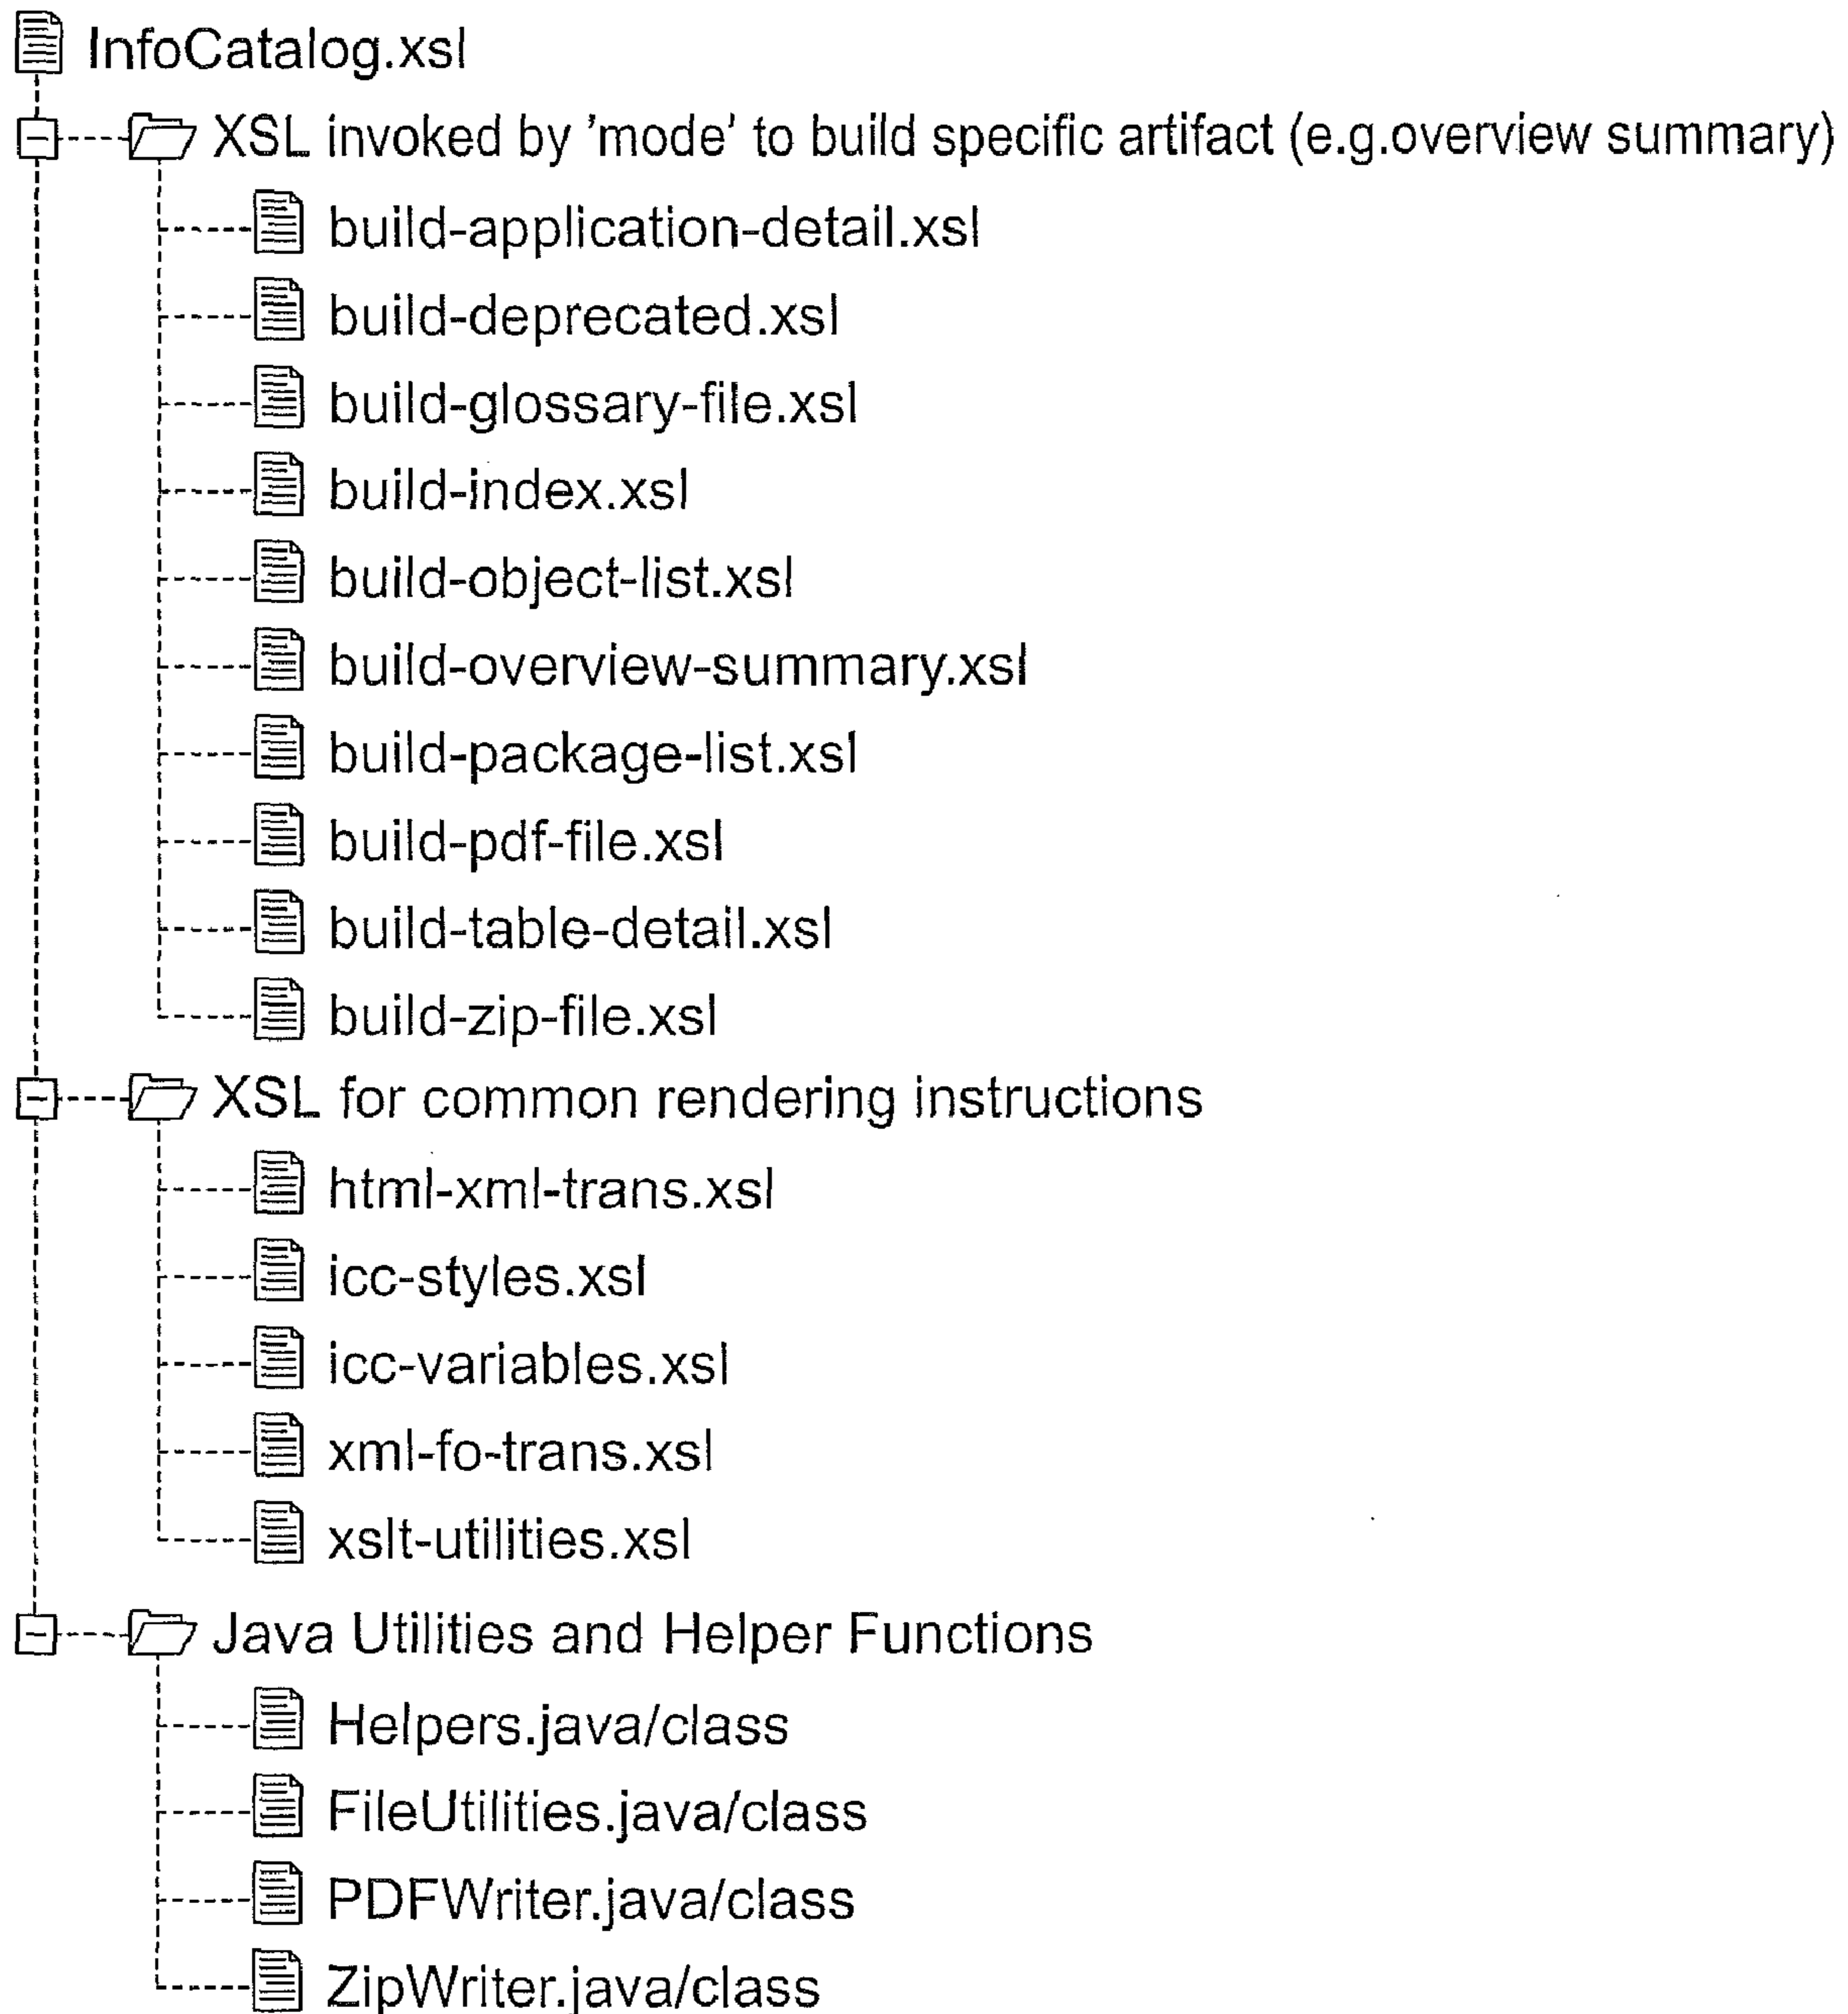 InfoCatalog.xsl
XSL invoked by 'mode' to build specific artifact (e.g.overview summary)
build-application-detail.xsl
build-deprecated.xsl
build-glossary-file.xsl
build-index.xsl
build-object-list.xsl
build-overview-summary.xsl
build-package-list.xsl
build-pdf-file.xsl
build-table-detail.xsl
build-zip-file.xsl
XSL for common rendering instructions
html-xml-trans.xsl
icc-styles.xsl
icc-variables.xsl
xml-fo-trans.xsl
xslt-utilities.xsl
Java Utilities and Helper Functions
Helpers.java/class
FileUtilities.java/class
PDFWriter.java/class
ZipWriter.java/class